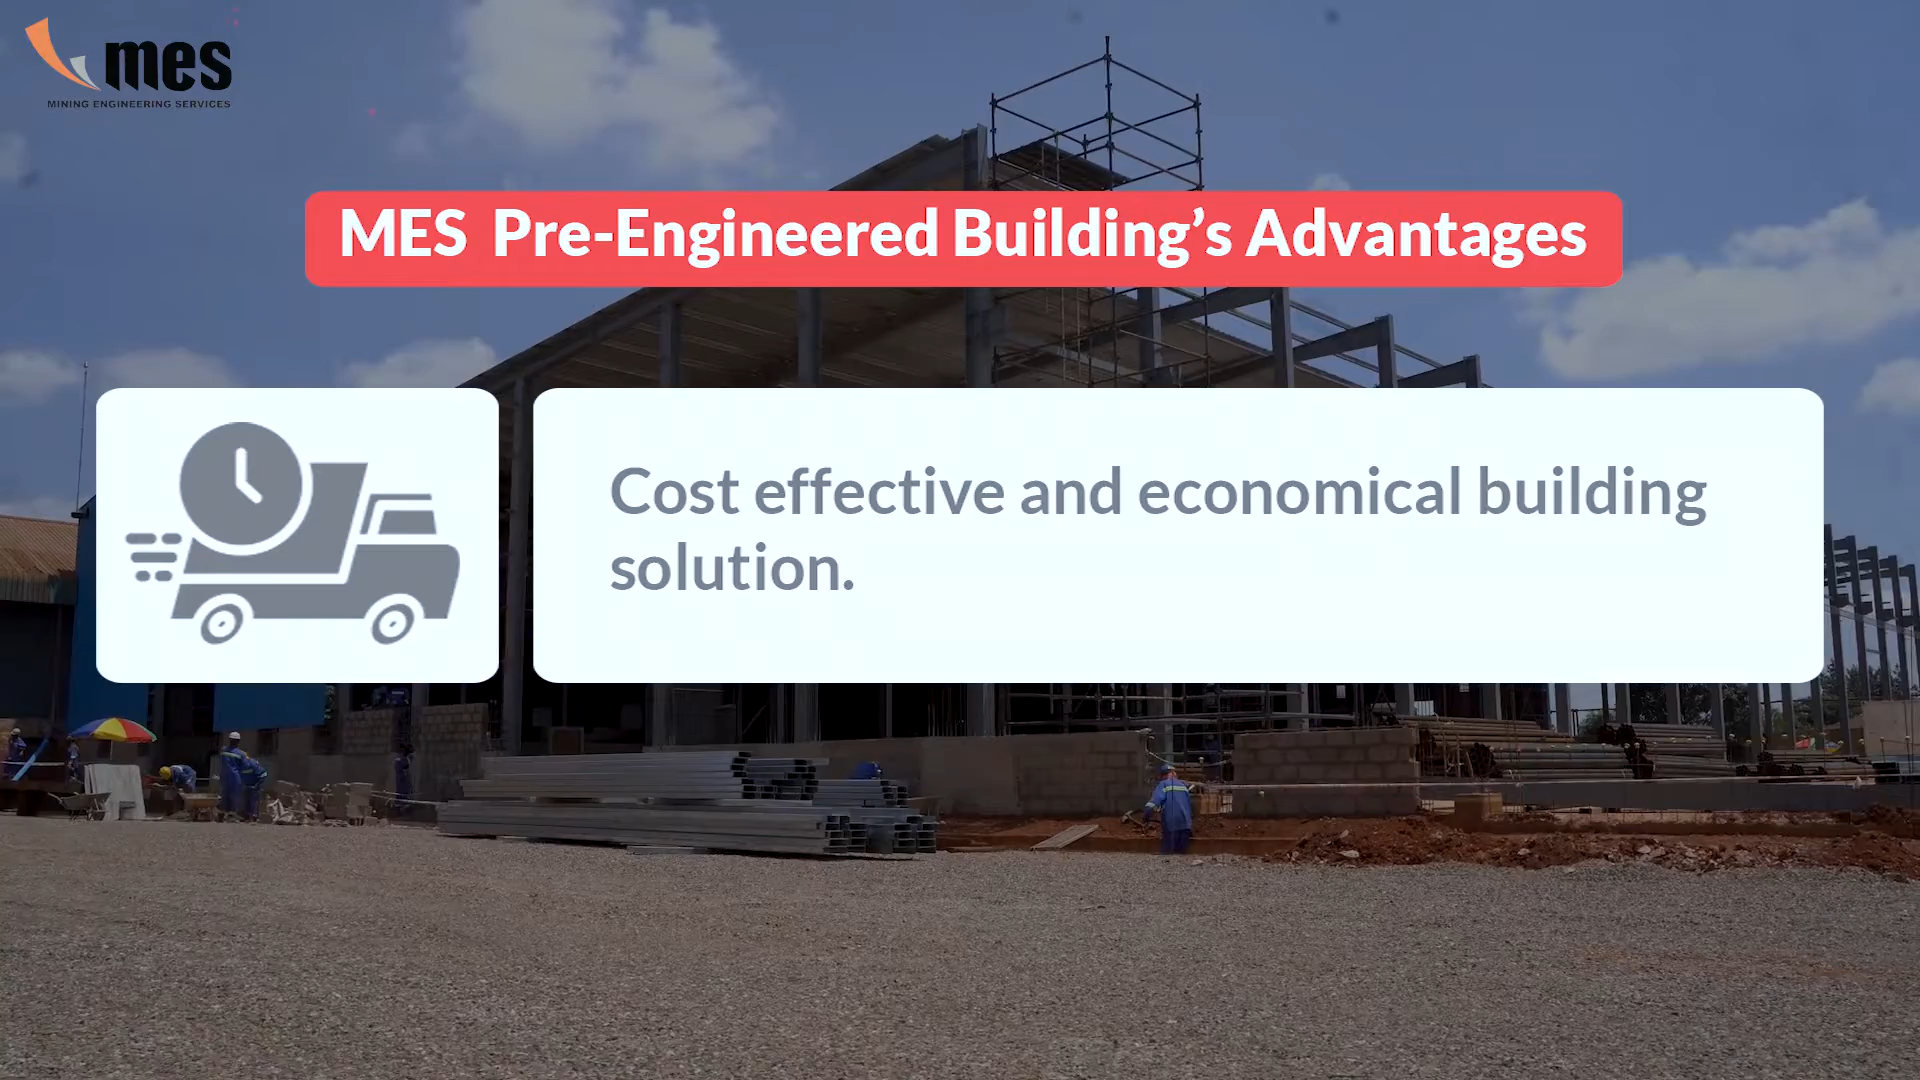 mes
MINING ENGINEERING SERVICES
MES  Pre-Engineered Building’s Advantages
Cost effective and economical building
solution.